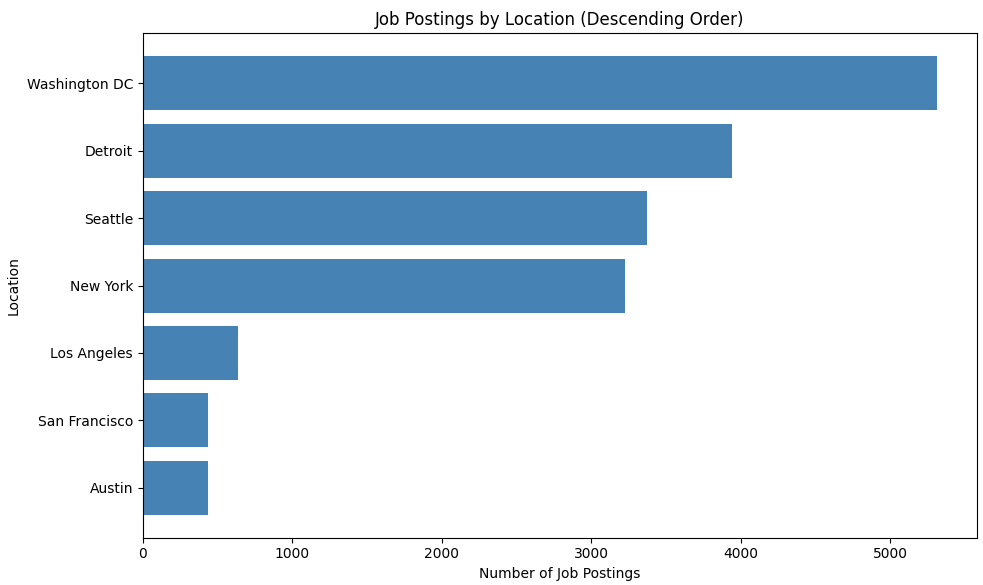 Job Postings by Location (Descending Order)
Washington DC
Detroit
Seattle
New York
Los Angeles
San Francisco
Austin
Location
0 1000 2000 3000 4000 5000
Number of Job Postings